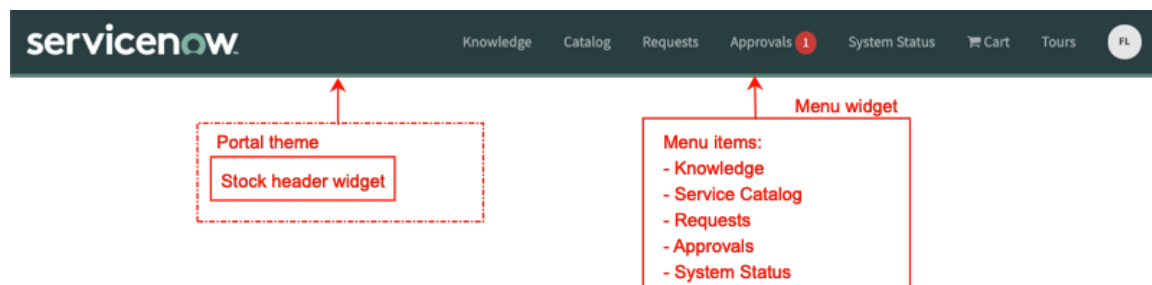 servicenow.
Knowledge Catalog Requests Approvals 1 System Status Cart Tours FL
Menu widget
Portal theme
Stock header widget
Menu items:
- Knowledge
- Service Catalog
- Requests
- Approvals
- System Status